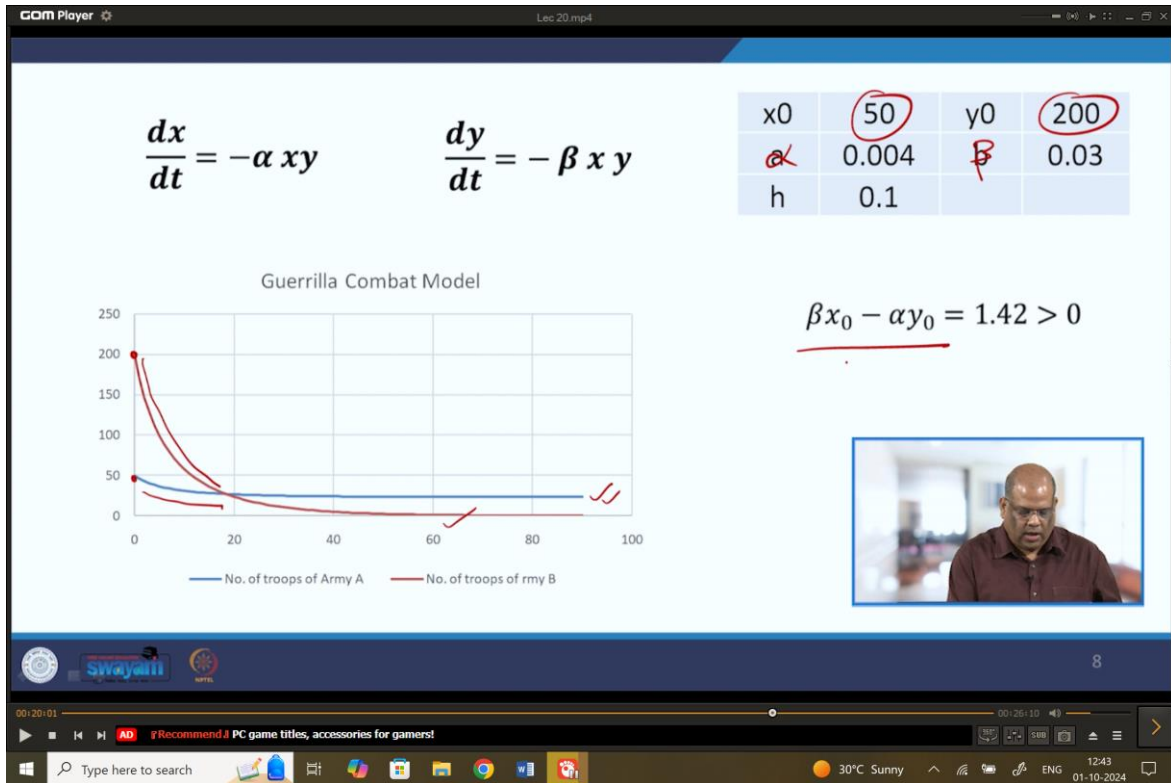 GOM Player
Lec 20.mp4
dx/dt = −α xy
dy/dt = − β x y
x0 50 y0 200
α 0.004 β 0.03
h 0.1
Guerrilla Combat Model
βx₀ − αy₀ = 1.42 > 0
250
200
150
100
50
0
0 20 40 60 80 100
No. of troops of Army A No. of troops of rmy B
swayam
NPTEL
8
00:20:01
00:26:10
AD Recommend PC game titles, accessories for gamers!
360°
SUB
Type here to search
30°C Sunny
ENG
12:43
01-10-2024